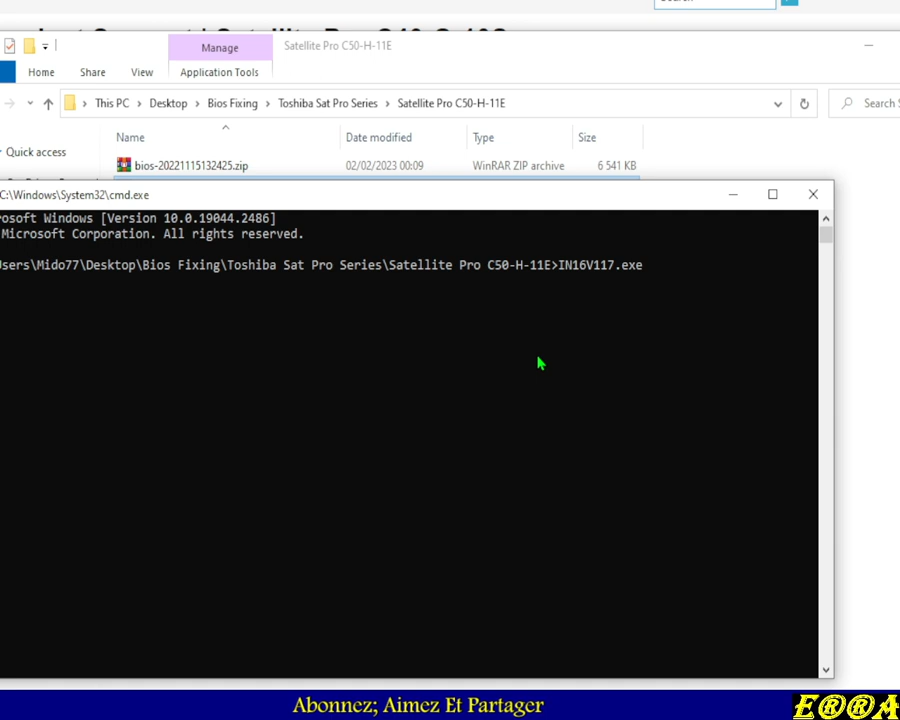 Manage
Satellite Pro C50-H-11E
Home
Share
View
Application Tools
This PC > Desktop > Bios Fixing > Toshiba Sat Pro Series > Satellite Pro C50-H-11E
Search
Name
Date modified
Type
Size
Quick access
bios-20221115132425.zip
02/02/2023 00:09
WinRAR ZIP archive
6 541 KB
C:\Windows\System32\cmd.exe
rosoft Windows [Version 10.0.19044.2486]
Microsoft Corporation. All rights reserved.
sers\Mido77\Desktop\Bios Fixing\Toshiba Sat Pro Series\Satellite Pro C50-H-11E>IN16V117.exe
Abonnez; Aimez Et Partager
ERRA